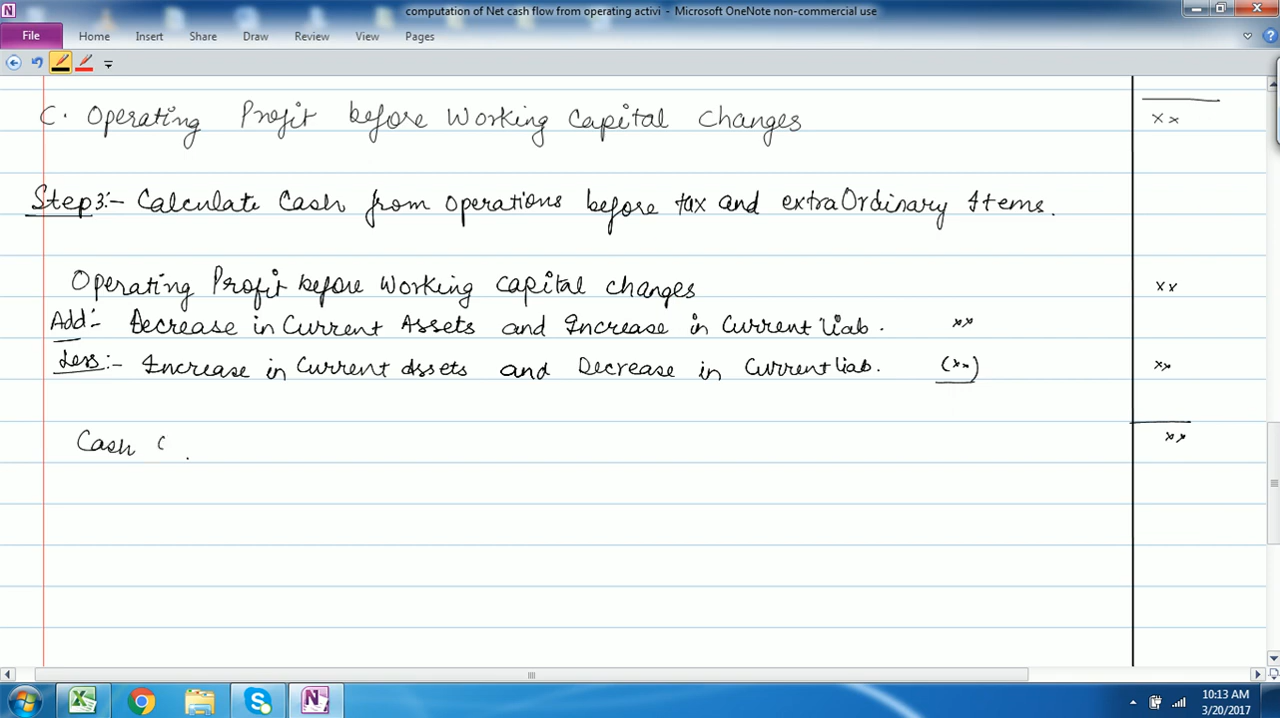 computation of Net cash flow from operating activi - Microsoft OneNote non-commercial use
File Home Insert Share Draw Review View Pages
C. Operating Profit before Working Capital Changes xx
Step3:- Calculate Cash from Operations before tax and extraOrdinary Items.
Operating Profit before Working Capital changes xx
Add:- Decrease in Current Assets and Increase in Current Liab. xx
Less:- Increase in Current Assets and Decrease in Current liab. (xx) xx
Cash ( xx
10:13 AM
3/20/2017